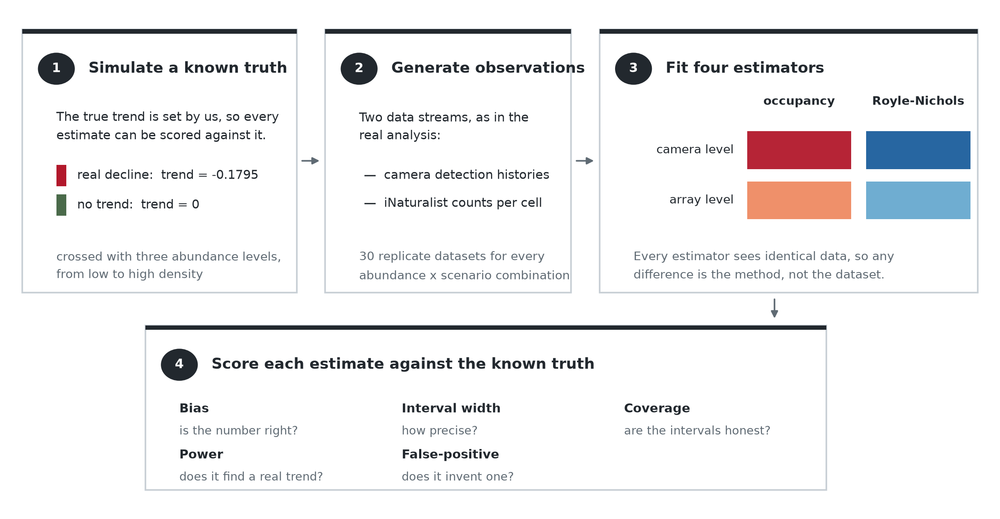 1 Simulate a known truth
The true trend is set by us, so every
estimate can be scored against it.
real decline:  trend = -0.1795
no trend:  trend = 0
crossed with three abundance levels,
from low to high density
2 Generate observations
Two data streams, as in the
real analysis:
— camera detection histories
— iNaturalist counts per cell
30 replicate datasets for every
abundance x scenario combination
3 Fit four estimators
occupancy Royle-Nichols
camera level
array level
Every estimator sees identical data, so any
difference is the method, not the dataset.
4 Score each estimate against the known truth
Bias
is the number right?
Interval width
how precise?
Coverage
are the intervals honest?
Power
does it find a real trend?
False-positive
does it invent one?